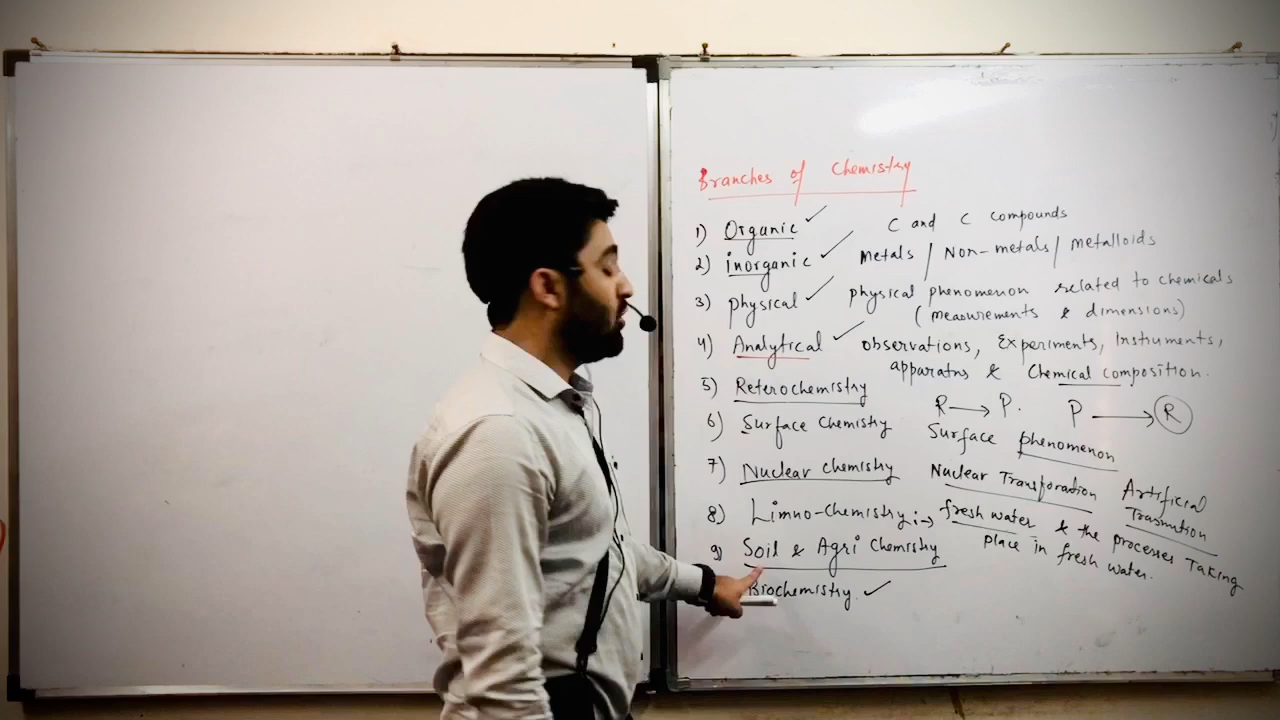 Branches of Chemistry
1) Organic ✓ C and C compounds
2) inorganic ✓ Metals / Non-metals / Metalloids
3) physical ✓ physical phenomenon related to chemicals
(measurements & dimensions)
4) Analytical ✓ observations, Experiments, Instruments,
apparatus & Chemical composition.
5) Reterochemistry R → P. P → R
6) Surface Chemistry Surface phenomenon
7) Nuclear Chemistry Nuclear Transforation Artificial
Trasmution
8) Limno-Chemistry :→ fresh water & the processes Taking
place in fresh water.
9) Soil & Agri Chemistry
Biochemistry. ✓